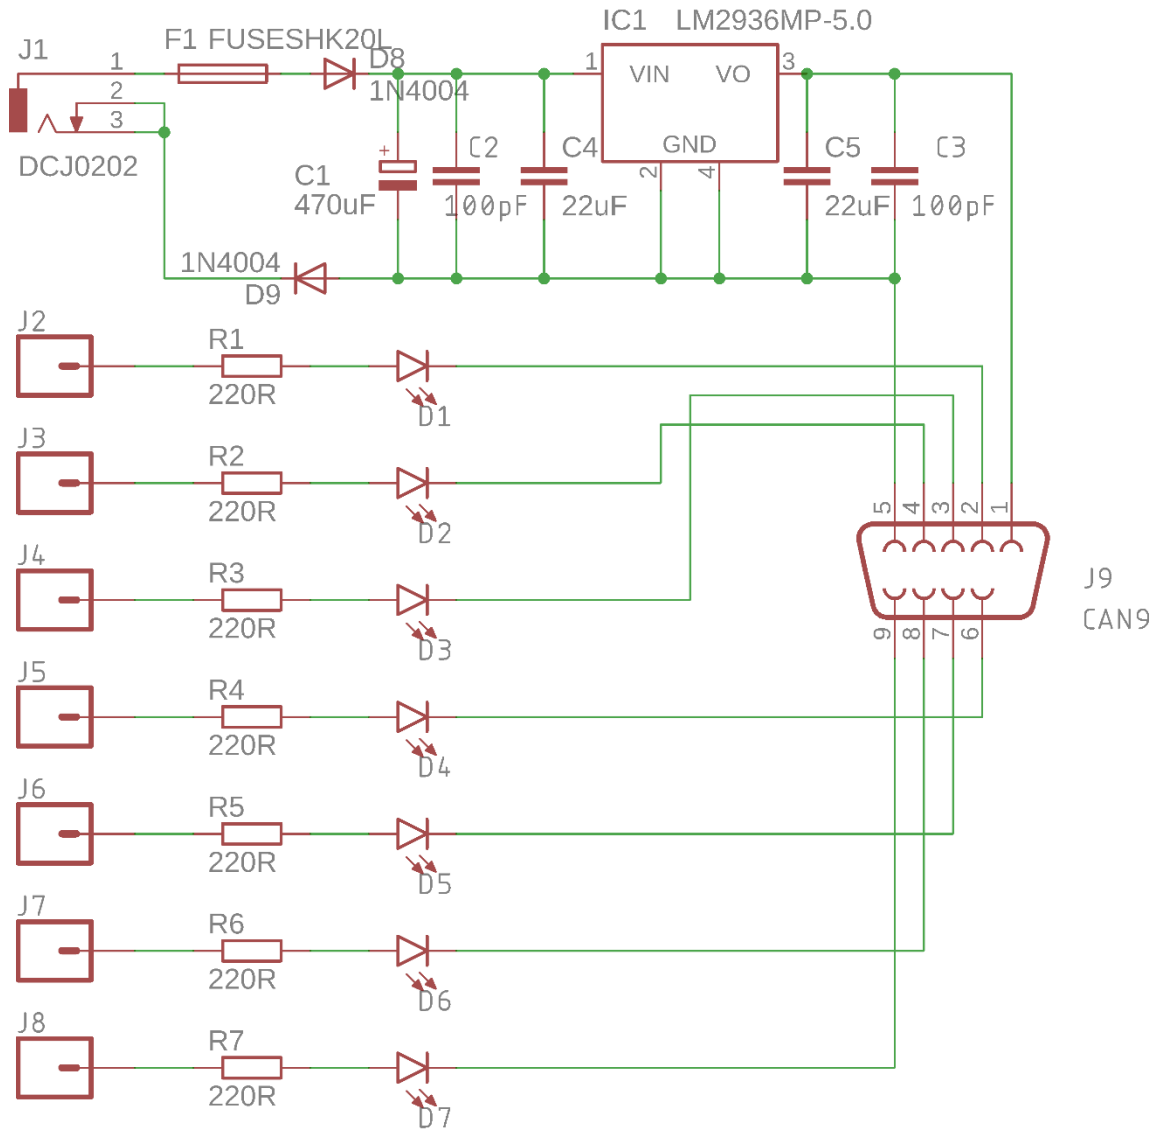 IC1 LM2936MP-5.0
F1 FUSESHK20L
J1
D8
1
2
3
1N4004
1
VIN
VO
3
GND
2
4
DCJ0202
+
C1
470uF
C2
100pF
C4
22uF
C5
22uF
C3
100pF
1N4004
D9
J2
R1
220R
D1
J3
R2
220R
D2
5
4
3
2
1
J4
R3
220R
D3
J9
CAN9
9
8
7
6
J5
R4
220R
D4
J6
R5
220R
D5
J7
R6
220R
D6
J8
R7
220R
D7